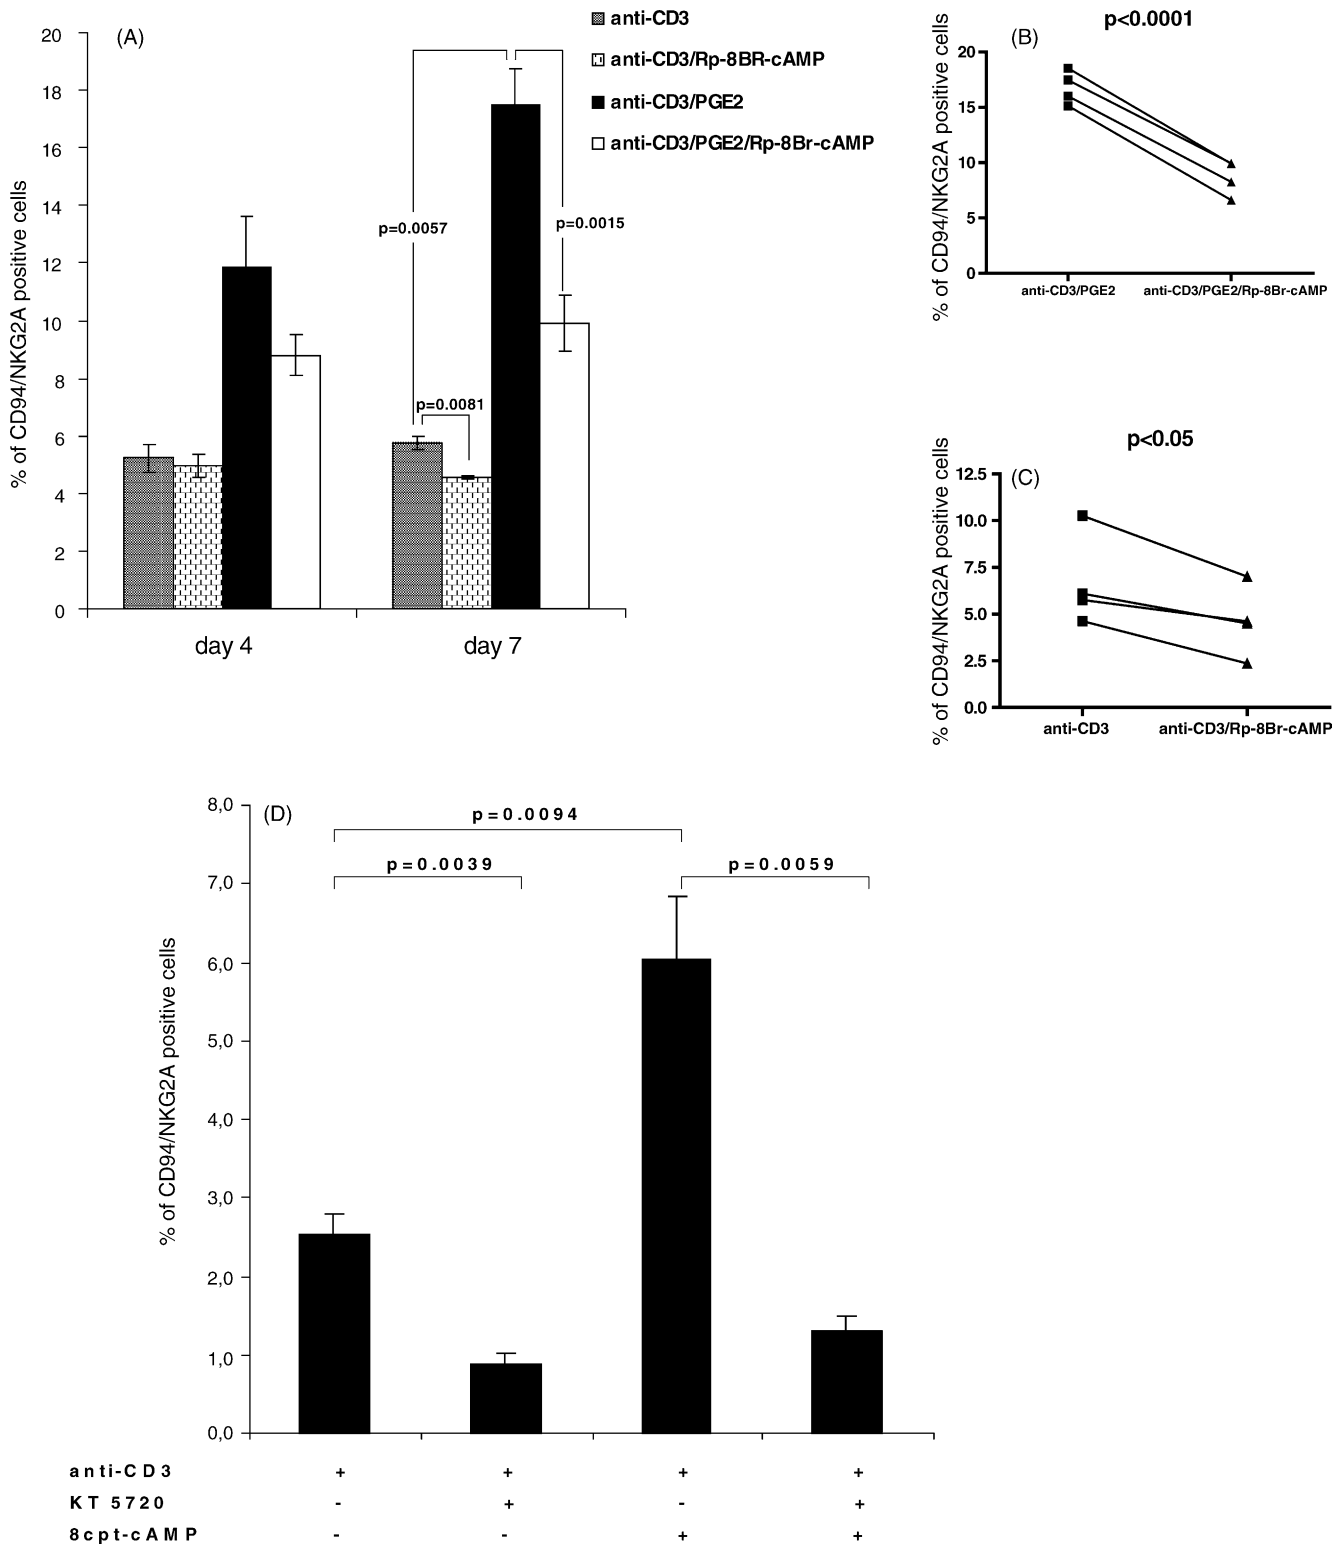 (A)
anti-CD3
anti-CD3/Rp-8BR-cAMP
anti-CD3/PGE2
anti-CD3/PGE2/Rp-8Br-cAMP
% of CD94/NKG2A positive cells
20
18
16
14
12
10
8
6
4
2
0
p=0.0057
p=0.0015
p=0.0081
day 4
day 7
(B)
p<0.0001
% of CD94/NKG2A positive cells
20
15
10
5
0
anti-CD3/PGE2
anti-CD3/PGE2/Rp-8Br-cAMP
p<0.05
(C)
% of CD94/NKG2A positive cells
12.5
10.0
7.5
5.0
2.5
0.0
anti-CD3
anti-CD3/Rp-8Br-cAMP
(D)
% of CD94/NKG2A positive cells
8,0
7,0
6,0
5,0
4,0
3,0
2,0
1,0
0,0
p=0.0094
p=0.0039
p=0.0059
anti-CD3 + + + +
KT 5720 - + - +
8cpt-cAMP - - + +